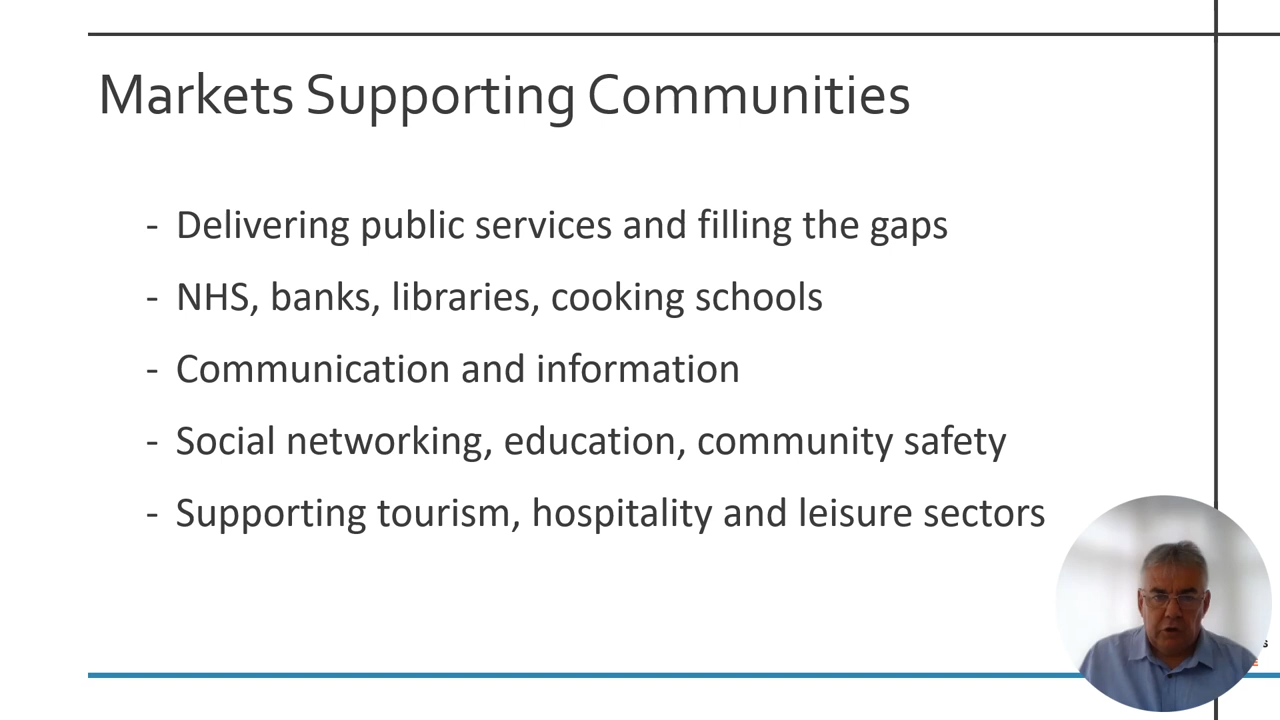 Markets Supporting Communities
- Delivering public services and filling the gaps
- NHS, banks, libraries, cooking schools
- Communication and information
- Social networking, education, community safety
- Supporting tourism, hospitality and leisure sectors